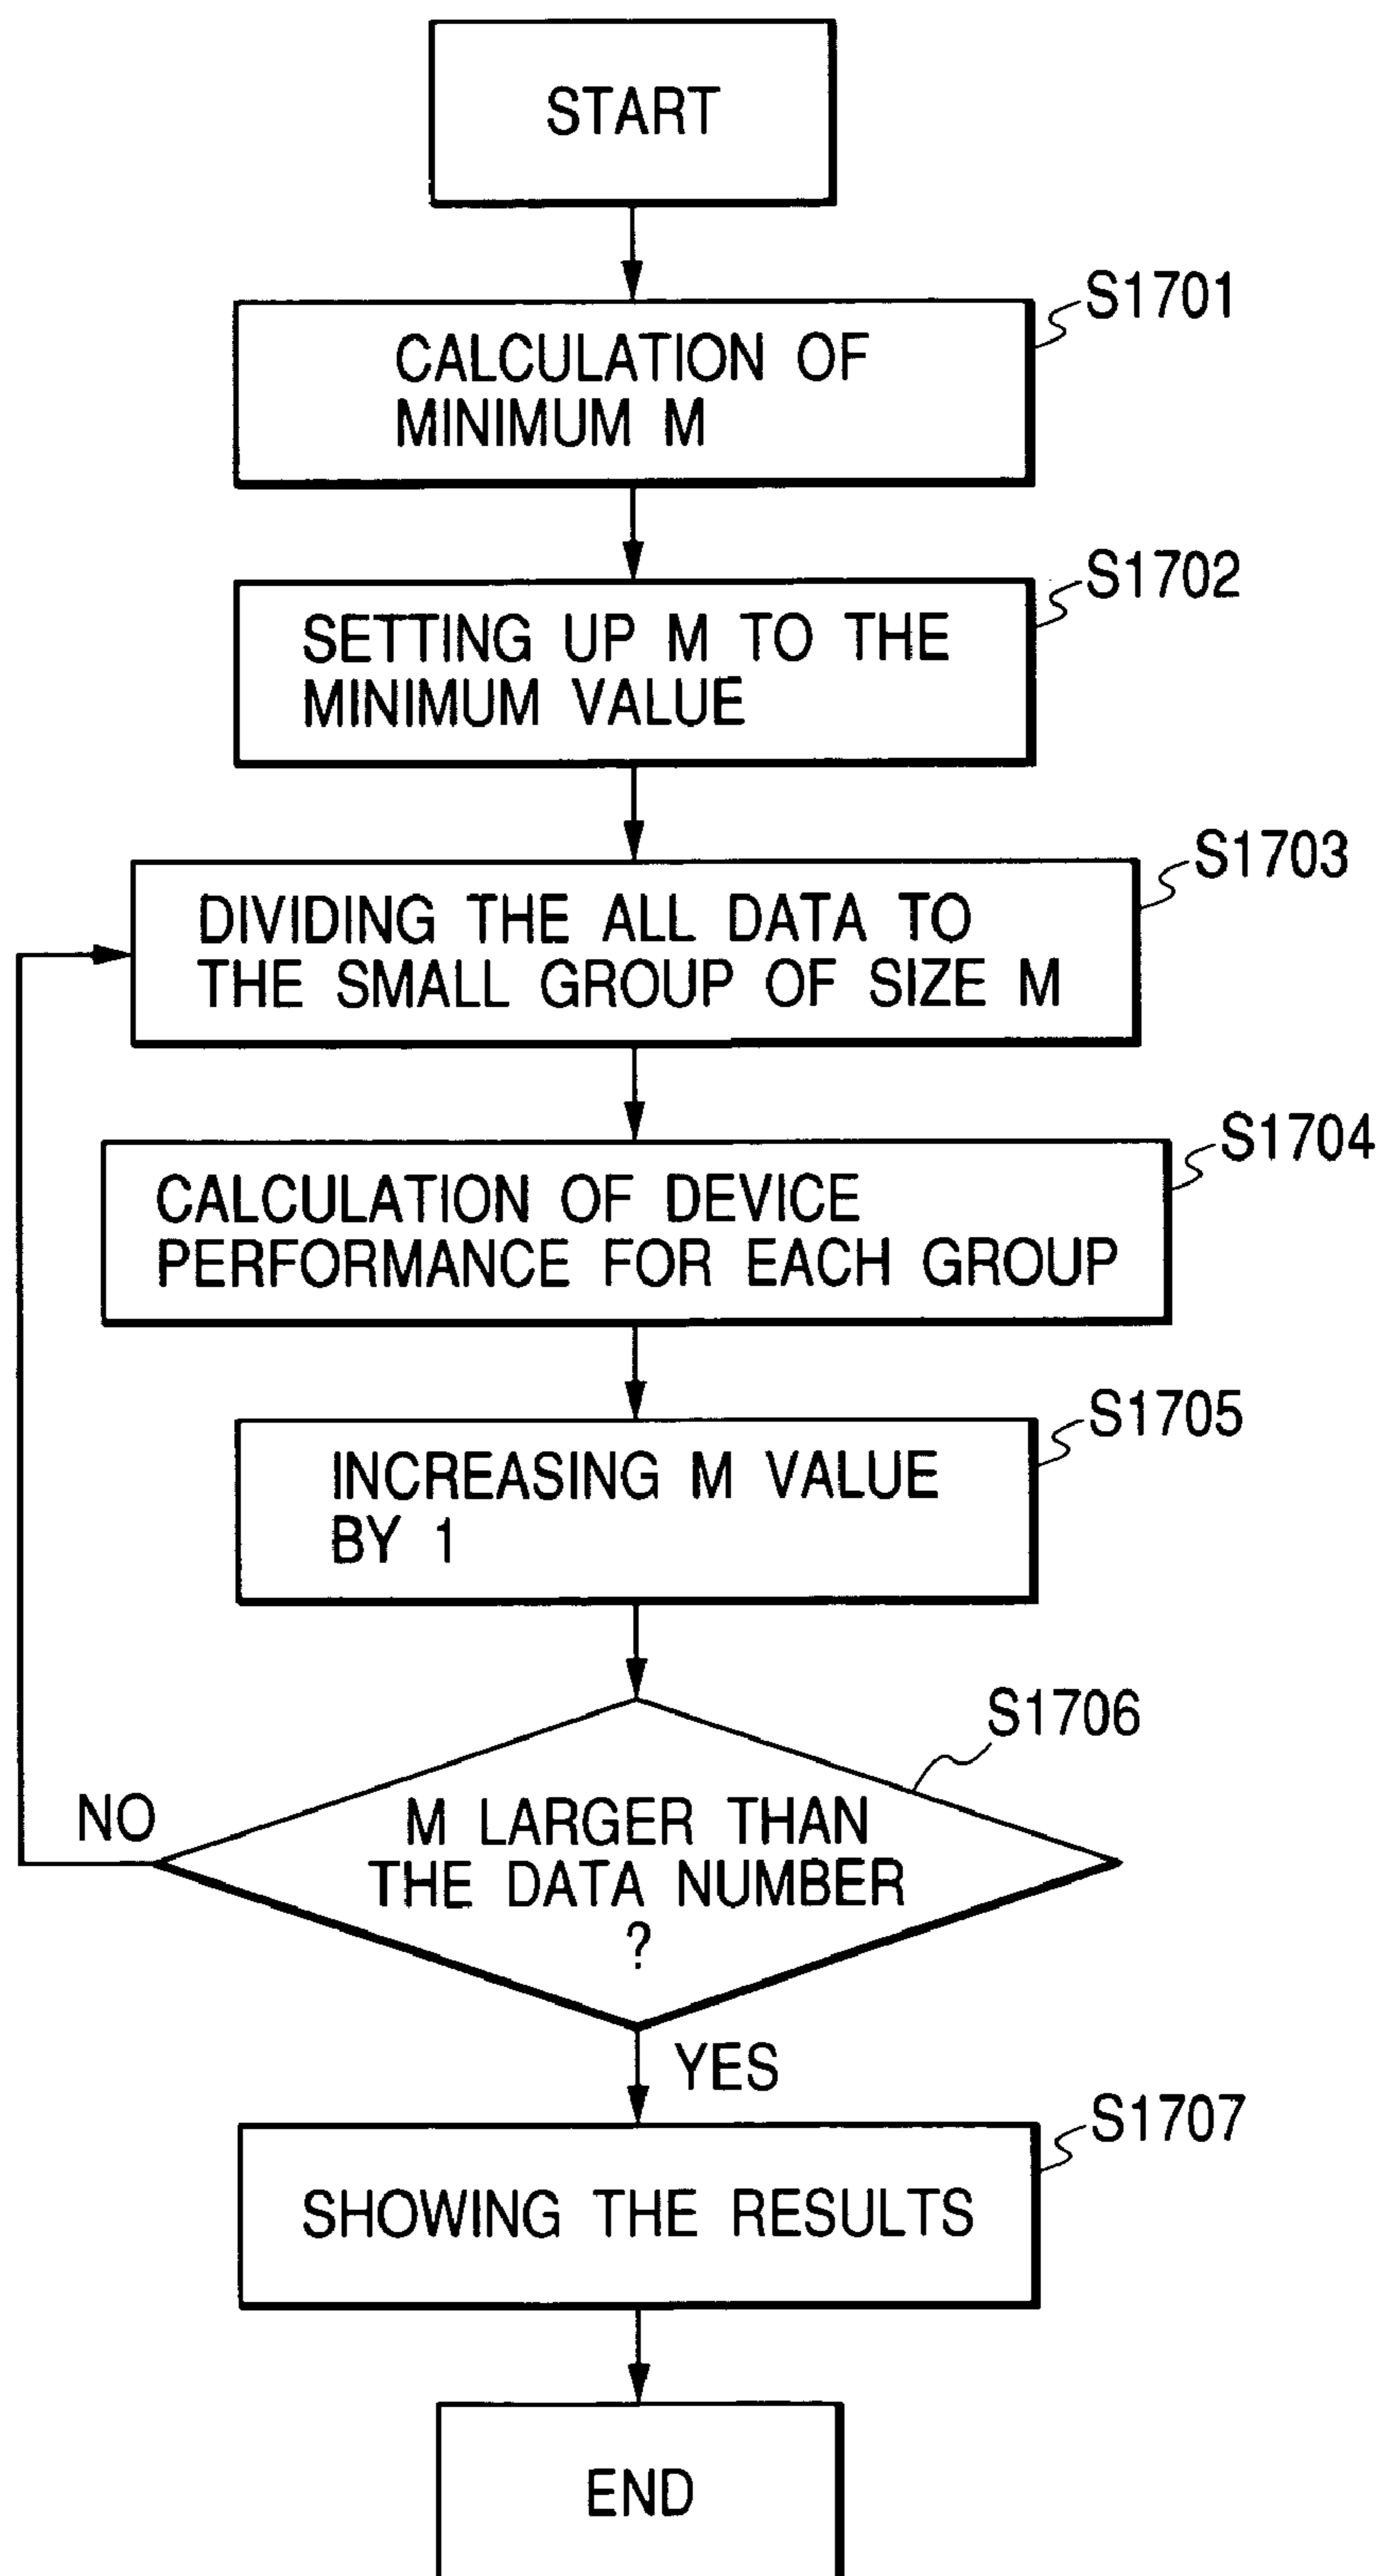 START
S1701
CALCULATION OF
MINIMUM M
S1702
SETTING UP M TO THE
MINIMUM VALUE
S1703
DIVIDING THE ALL DATA TO
THE SMALL GROUP OF SIZE M
S1704
CALCULATION OF DEVICE
PERFORMANCE FOR EACH GROUP
S1705
INCREASING M VALUE
BY 1
S1706
NO
M LARGER THAN
THE DATA NUMBER
?
YES
S1707
SHOWING THE RESULTS
END